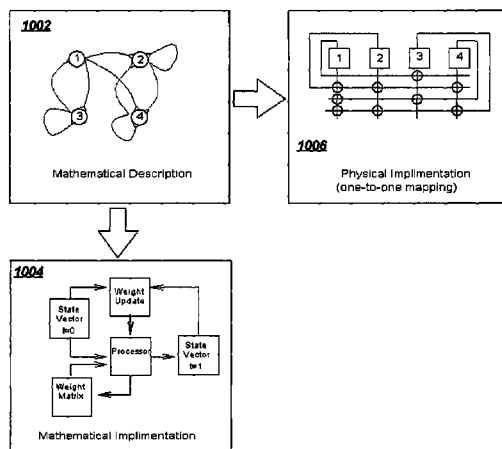 1002
1
2
3
4
Mathematical Description
1
2
3
4
1006
Physical Implimentation
(one-to-one mapping)
1004
Weight
Update
State
Vector
t=0
Processor
State
Vector
t=1
Weight
Matrix
Mathematical Implimentation